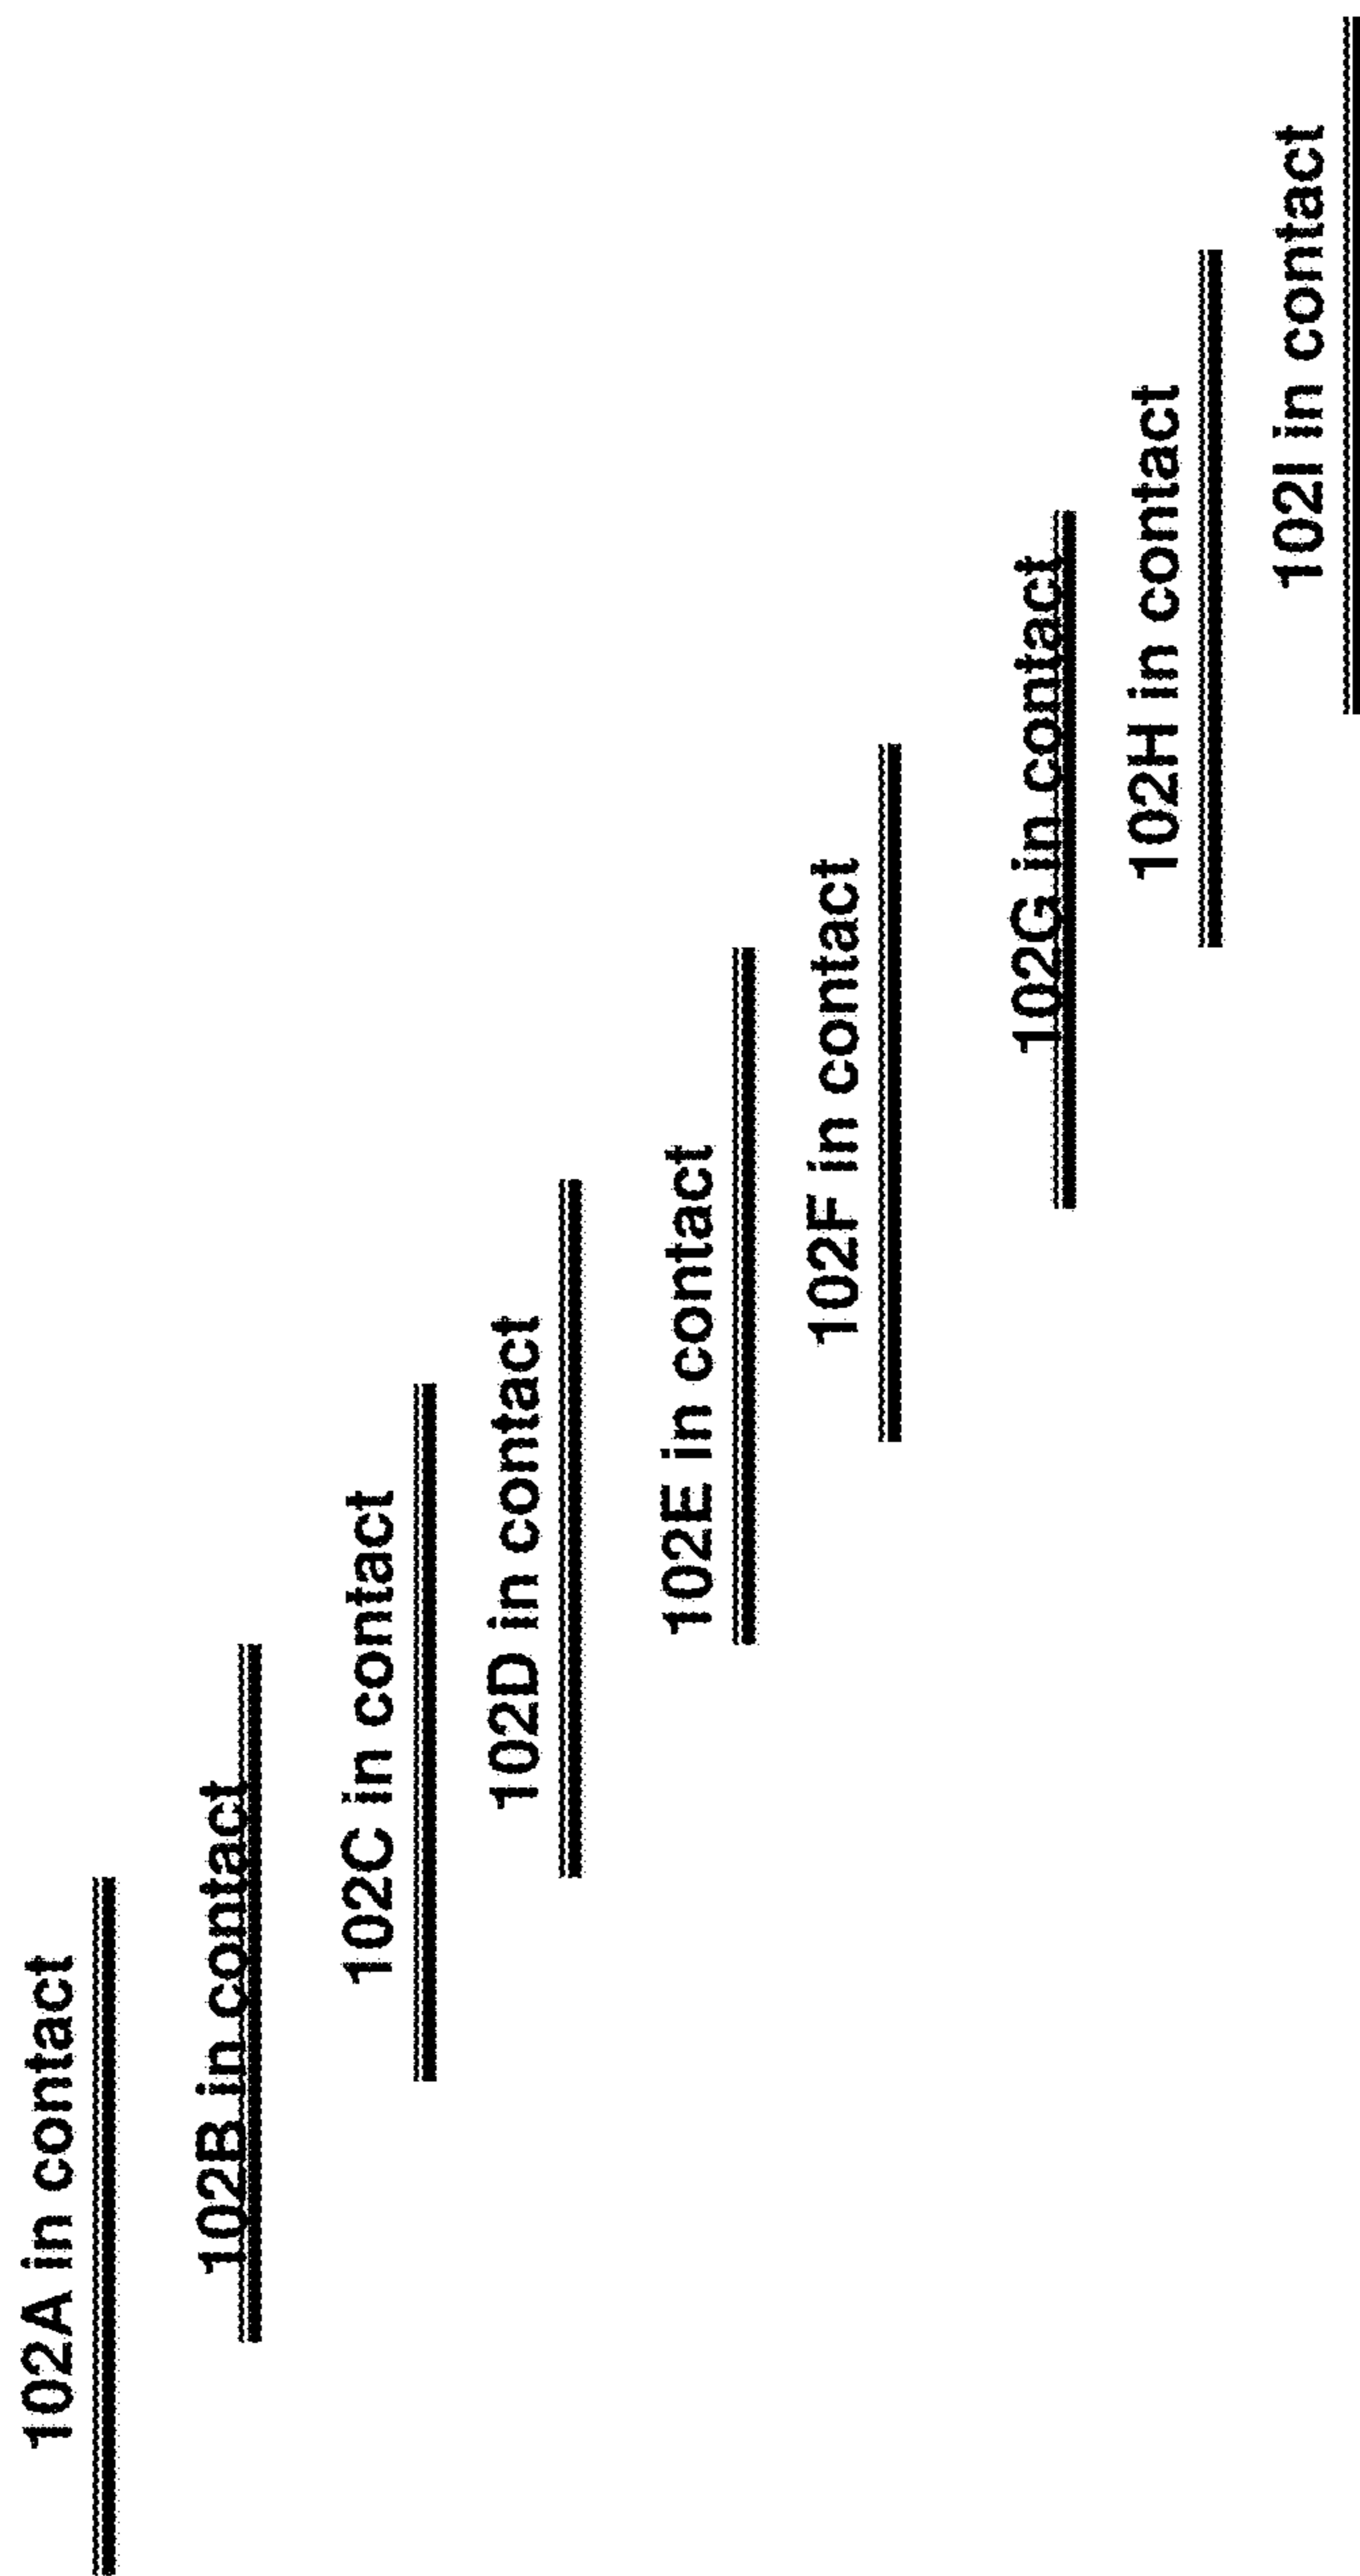 102A in contact
102B in contact
102C in contact
102D in contact
102E in contact
102F in contact
102G in contact
102H in contact
102I in contact